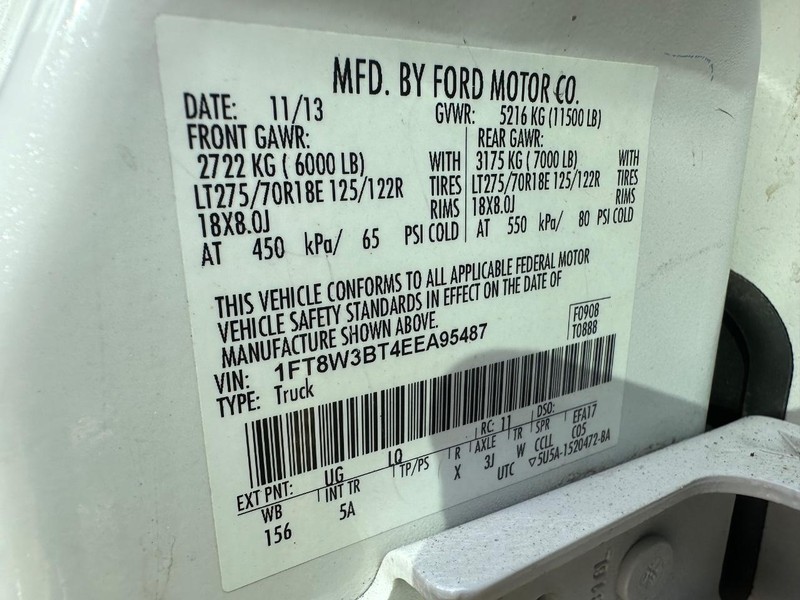 MFD. BY FORD MOTOR CO.
DATE: 11/13 GVWR: 5216 KG (11500 LB)
FRONT GAWR: REAR GAWR:
2722 KG ( 6000 LB) WITH 3175 KG ( 7000 LB) WITH
LT275/70R18E 125/122R TIRES LT275/70R18E 125/122R TIRES
18X8.0J RIMS 18X8.0J RIMS
AT 450 kPa/ 65 PSI COLD AT 550 kPa/ 80 PSI COLD
THIS VEHICLE CONFORMS TO ALL APPLICABLE FEDERAL MOTOR
VEHICLE SAFETY STANDARDS IN EFFECT ON THE DATE OF
MANUFACTURE SHOWN ABOVE.
F0908
T0888
VIN: 1FT8W3BT4EEA95487
TYPE: Truck
EXT PNT: UG LQ RC: 11 DSO:
WB INT TR TP/PS R AXLE TR SPR EFA17
156 5A X 3J W CCLL C05
UTC ▽5U5A-1520472-BA